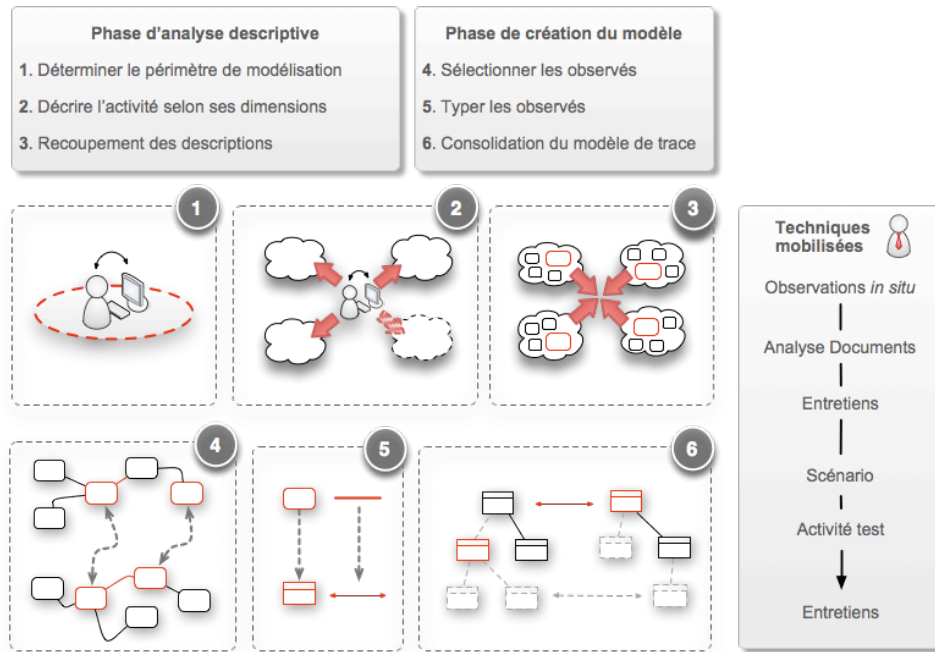 Phase d'analyse descriptive
1. Déterminer le périmètre de modélisation
2. Décrire l'activité selon ses dimensions
3. Recoupement des descriptions
Phase de création du modèle
4. Sélectionner les observés
5. Typer les observés
6. Consolidation du modèle de trace
1
2
3
4
5
6
Techniques
mobilisées
Observations in situ
Analyse Documents
Entretiens
Scénario
Activité test
Entretiens